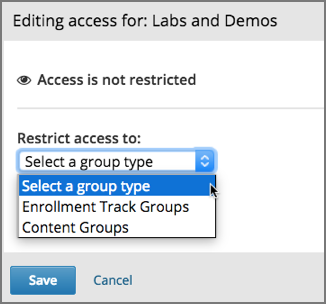 Editing access for: Labs and Demos
Access is not restricted
Restrict access to:
Select a group type
Select a group type
Enrollment Track Groups
Content Groups
Save Cancel